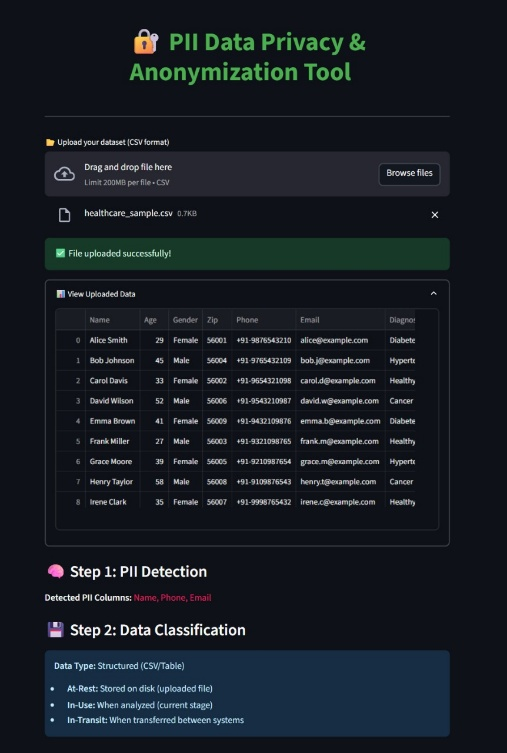 🔐 PII Data Privacy &
Anonymization Tool
📂 Upload your dataset (CSV format)
Drag and drop file here
Limit 200MB per file • CSV
Browse files
healthcare_sample.csv 0.7KB
✅ File uploaded successfully!
📊 View Uploaded Data
Name Age Gender Zip Phone Email Diagnos
0 Alice Smith 29 Female 56001 +91-9876543210 alice@example.com Diabete
1 Bob Johnson 45 Male 56004 +91-9765432109 bob.j@example.com Hyperte
2 Carol Davis 33 Female 56002 +91-9654321098 carol.d@example.com Healthy
3 David Wilson 52 Male 56006 +91-9543210987 david.w@example.com Cancer
4 Emma Brown 41 Female 56009 +91-9432109876 emma.b@example.com Diabete
5 Frank Miller 27 Male 56003 +91-9321098765 frank.m@example.com Healthy
6 Grace Moore 39 Female 56005 +91-9210987654 grace.m@example.com Hyperte
7 Henry Taylor 58 Male 56008 +91-9109876543 henry.t@example.com Cancer
8 Irene Clark 35 Female 56007 +91-9998765432 irene.c@example.com Healthy
🧠 Step 1: PII Detection
Detected PII Columns: Name, Phone, Email
💾 Step 2: Data Classification
Data Type: Structured (CSV/Table)
• At-Rest: Stored on disk (uploaded file)
• In-Use: When analyzed (current stage)
• In-Transit: When transferred between systems